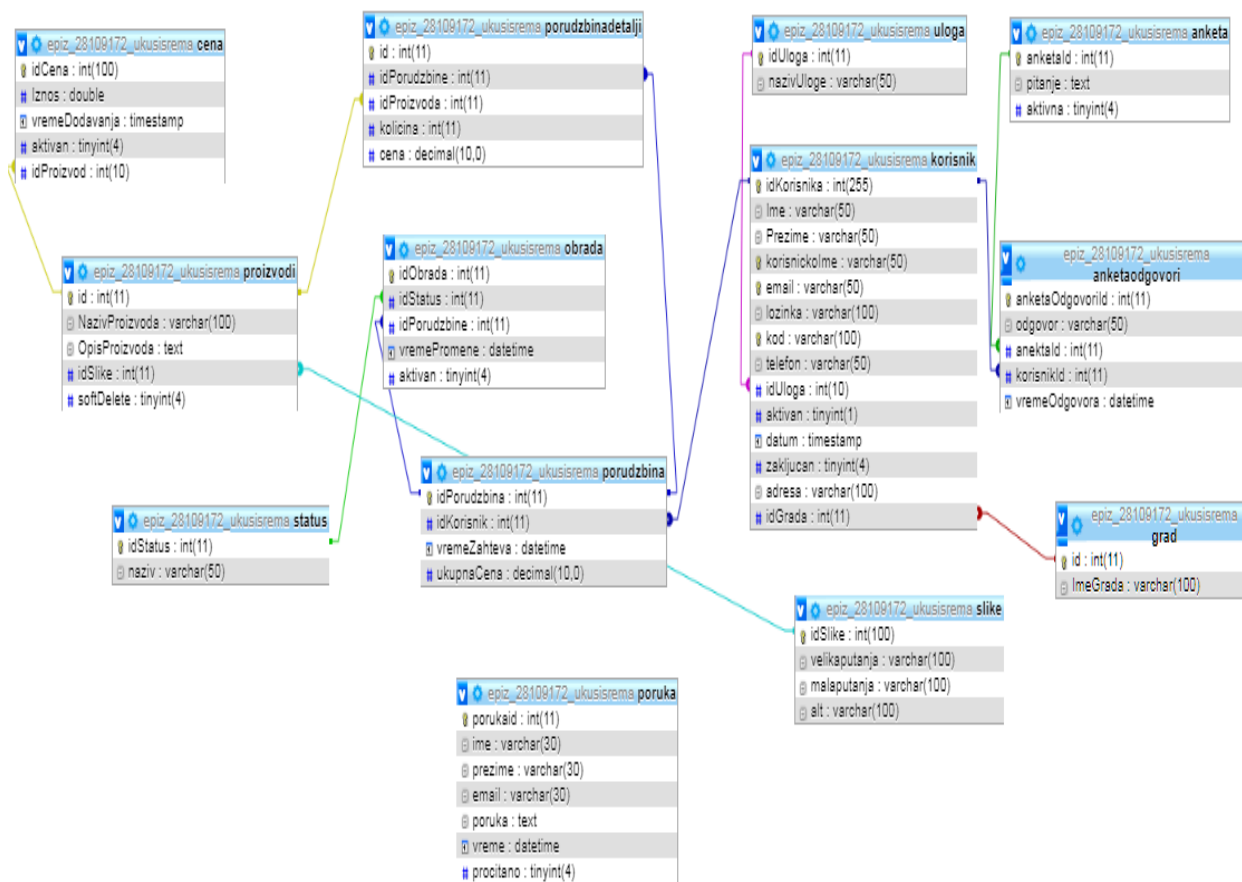 epiz_28109172_ukusisrema cena
idCena : int(100)
Iznos : double
vremeDodavanja : timestamp
aktivan : tinyint(4)
idProizvod : int(10)
epiz_28109172_ukusisrema porudzbinadetalji
id : int(11)
idPorudzbine : int(11)
idProizvoda : int(11)
kolicina : int(11)
cena : decimal(10,0)
epiz_28109172_ukusisrema uloga
idUloga : int(11)
nazivUloge : varchar(50)
epiz_28109172_ukusisrema anketa
anketaId : int(11)
pitanje : text
aktivna : tinyint(4)
epiz_28109172_ukusisrema korisnik
idKorisnika : int(255)
Ime : varchar(50)
Prezime : varchar(50)
korisnickoIme : varchar(50)
email : varchar(50)
lozinka : varchar(100)
kod : varchar(100)
telefon : varchar(50)
idUloga : int(10)
aktivan : tinyint(1)
datum : timestamp
zakljucan : tinyint(4)
adresa : varchar(100)
idGrada : int(11)
epiz_28109172_ukusisrema
anketaodgovori
anketaOdgovoriId : int(11)
odgovor : varchar(50)
anektaId : int(11)
korisnikId : int(11)
vremeOdgovora : datetime
epiz_28109172_ukusisrema proizvodi
id : int(11)
NazivProizvoda : varchar(100)
OpisProizvoda : text
idSlike : int(11)
softDelete : tinyint(4)
epiz_28109172_ukusisrema obrada
idObrada : int(11)
idStatus : int(11)
idPorudzbine : int(11)
vremePromene : datetime
aktivan : tinyint(4)
epiz_28109172_ukusisrema porudzbina
idPorudzbina : int(11)
idKorisnik : int(11)
vremeZahteva : datetime
ukupnaCena : decimal(10,0)
epiz_28109172_ukusisrema status
idStatus : int(11)
naziv : varchar(50)
epiz_28109172_ukusisrema
grad
id : int(11)
ImeGrada : varchar(100)
epiz_28109172_ukusisrema slike
idSlike : int(100)
velikaputanja : varchar(100)
malaputanja : varchar(100)
alt : varchar(100)
epiz_28109172_ukusisrema poruka
porukaid : int(11)
ime : varchar(30)
prezime : varchar(30)
email : varchar(30)
poruka : text
vreme : datetime
procitano : tinyint(4)